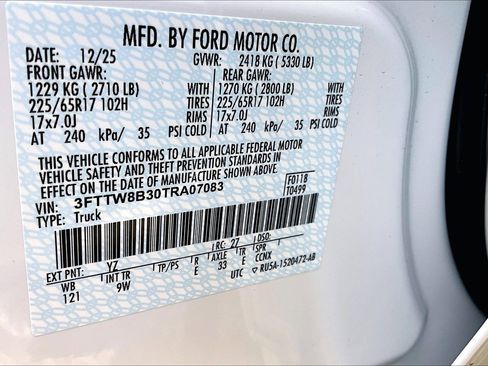 MFD. BY FORD MOTOR CO.
DATE: 12/25 GVWR: 2418 KG ( 5330 LB)
FRONT GAWR: REAR GAWR:
1229 KG ( 2710 LB) 1270 KG ( 2800 LB)
225/65R17 102H TIRES 225/65R17 102H
17x7.0J RIMS 17x7.0J
AT 240 kPa/ 35 PSI COLD AT 240 kPa/ 35 PSI COLD
THIS VEHICLE CONFORMS TO ALL APPLICABLE FEDERAL MOTOR
VEHICLE SAFETY AND THEFT PREVENTION STANDARDS IN
EFFECT ON THE DATE OF MANUFACTURE SHOWN ABOVE.
VIN: 3FTTW8B30TRA07083 F0118
TYPE: Truck T0499
RC: 27 DSO:
EXT PNT: YZ
WB INT TR TP/PS R AXLE TR SPR
121 9W E 33 E CCNX
UTC RU5A-1520472-AB